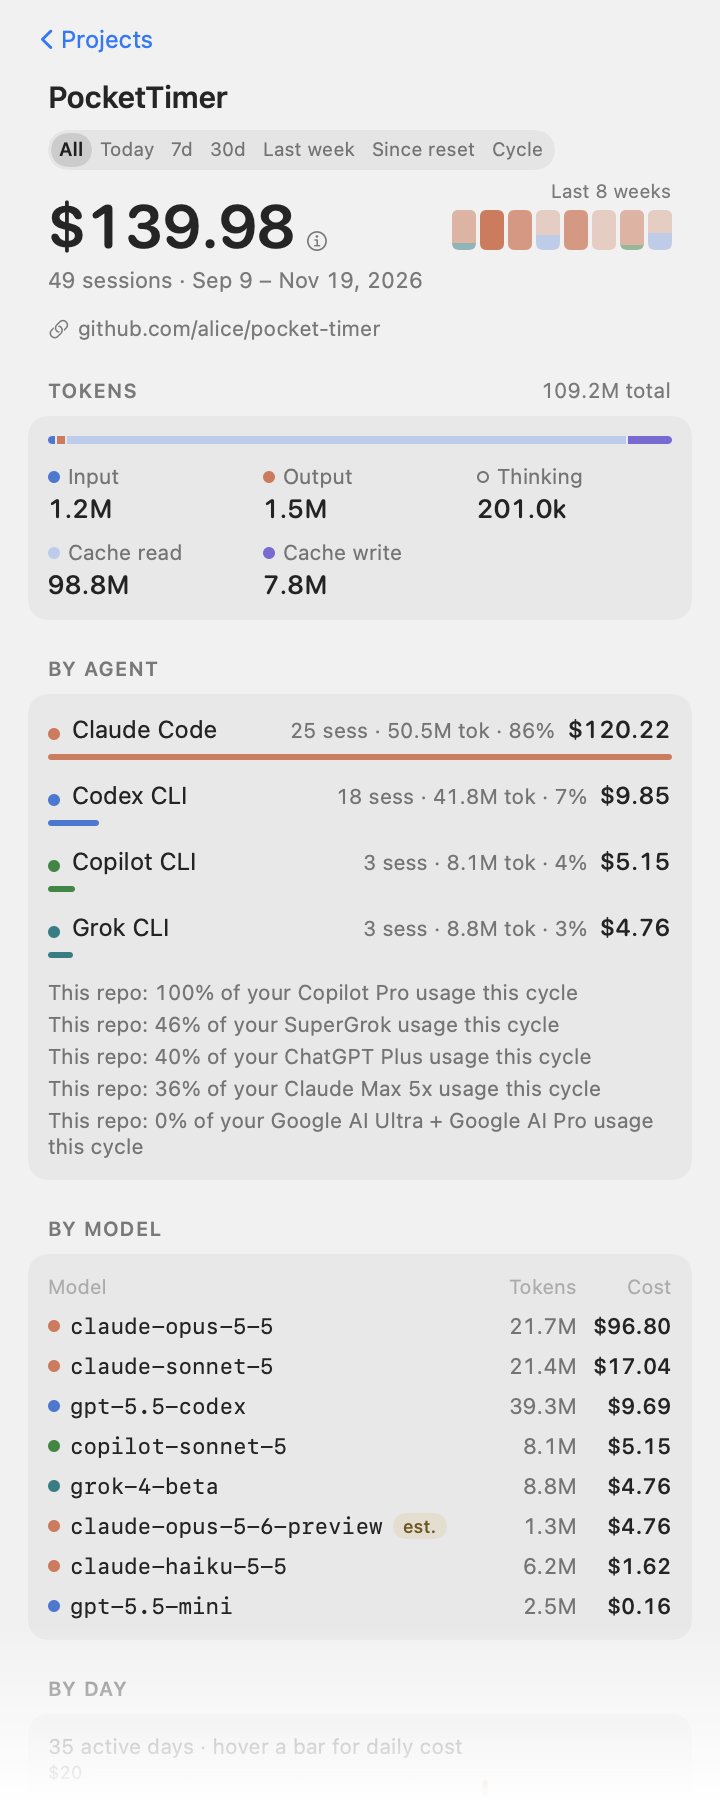 Projects
PocketTimer
All Today 7d 30d Last week Since reset Cycle
Last 8 weeks
$139.98
49 sessions · Sep 9 – Nov 19, 2026
github.com/alice/pocket-timer
TOKENS 109.2M total
Input Output Thinking
1.2M 1.5M 201.0k
Cache read Cache write
98.8M 7.8M
BY AGENT
Claude Code 25 sess · 50.5M tok · 86% $120.22
Codex CLI 18 sess · 41.8M tok · 7% $9.85
Copilot CLI 3 sess · 8.1M tok · 4% $5.15
Grok CLI 3 sess · 8.8M tok · 3% $4.76
This repo: 100% of your Copilot Pro usage this cycle
This repo: 46% of your SuperGrok usage this cycle
This repo: 40% of your ChatGPT Plus usage this cycle
This repo: 36% of your Claude Max 5x usage this cycle
This repo: 0% of your Google AI Ultra + Google AI Pro usage
this cycle
BY MODEL
Model Tokens Cost
claude-opus-5-5 21.7M $96.80
claude-sonnet-5 21.4M $17.04
gpt-5.5-codex 39.3M $9.69
copilot-sonnet-5 8.1M $5.15
grok-4-beta 8.8M $4.76
claude-opus-5-6-preview est. 1.3M $4.76
claude-haiku-5-5 6.2M $1.62
gpt-5.5-mini 2.5M $0.16
BY DAY
35 active days · hover a bar for daily cost
$20